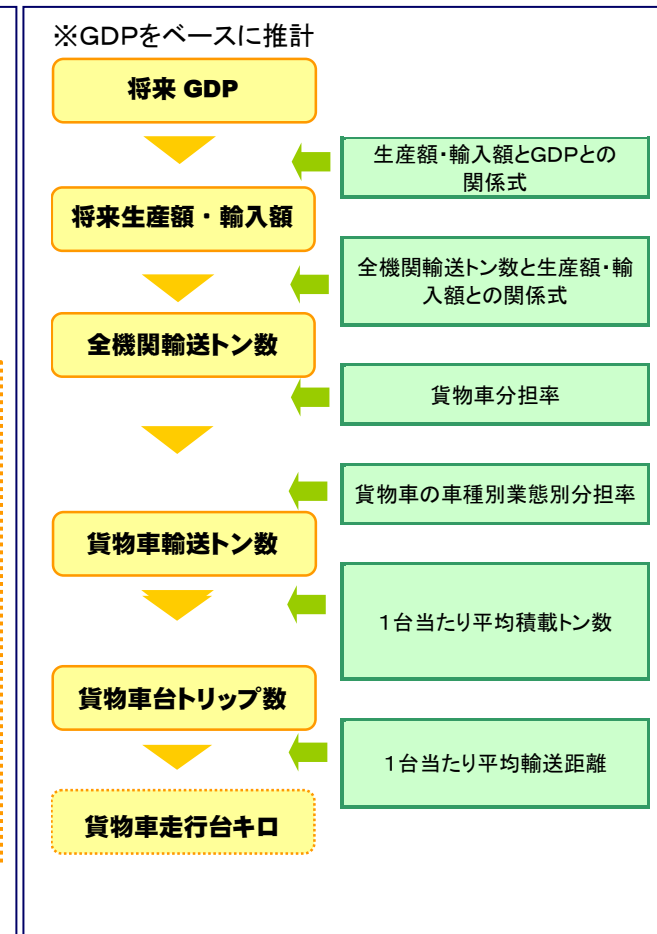 ※GDPをベースに推計
将来 GDP
生産額・輸入額とGDPとの
関係式
将来生産額・輸入額
全機関輸送トン数と生産額・輸
入額との関係式
全機関輸送トン数
貨物車分担率
貨物車の車種別業態別分担率
貨物車輸送トン数
1台当たり平均積載トン数
貨物車台トリップ数
1台当たり平均輸送距離
貨物車走行台キロ